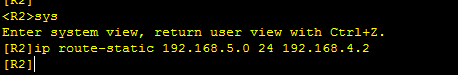 [R2]
<R2>sys
Enter system view, return user view with Ctrl+Z.
[R2]ip route-static 192.168.5.0 24 192.168.4.2
[R2]